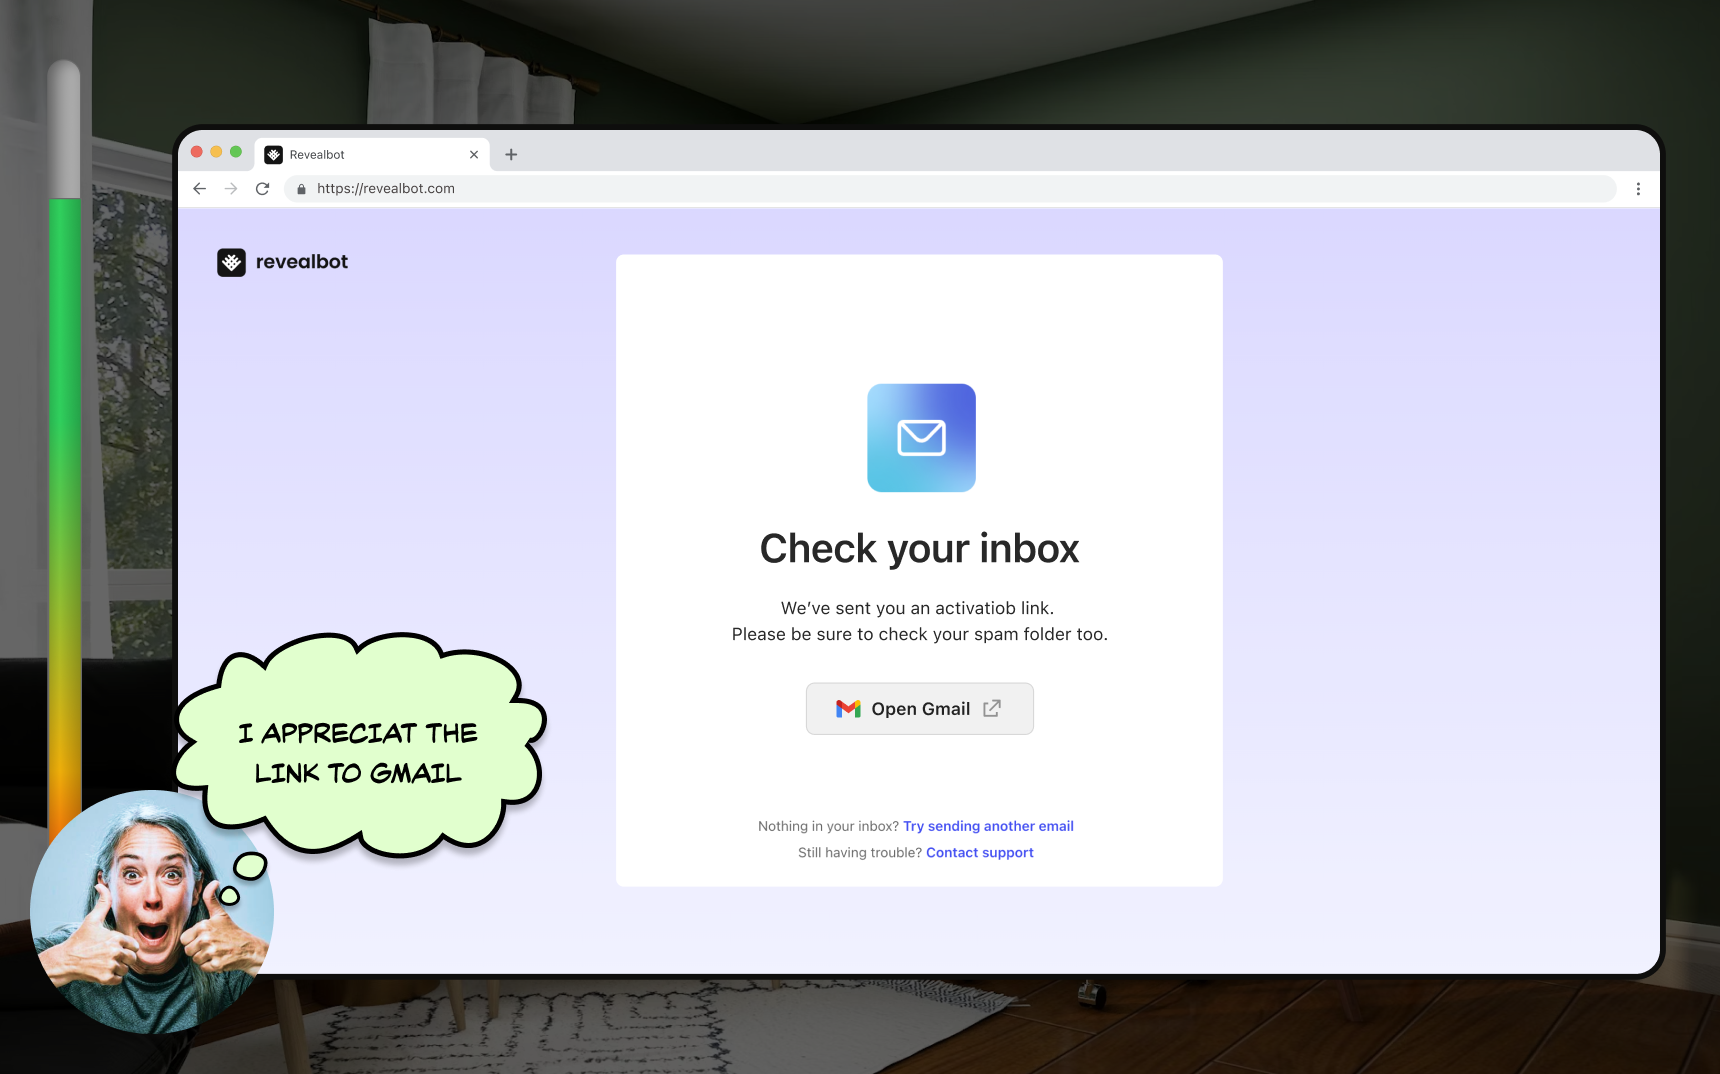 Revealbot
https://revealbot.com
revealbot
Check your inbox
We've sent you an activatiob link.
Please be sure to check your spam folder too.
Open Gmail
I APPRECIAT THE
LINK TO GMAIL
Nothing in your inbox? Try sending another email
Still having trouble? Contact support